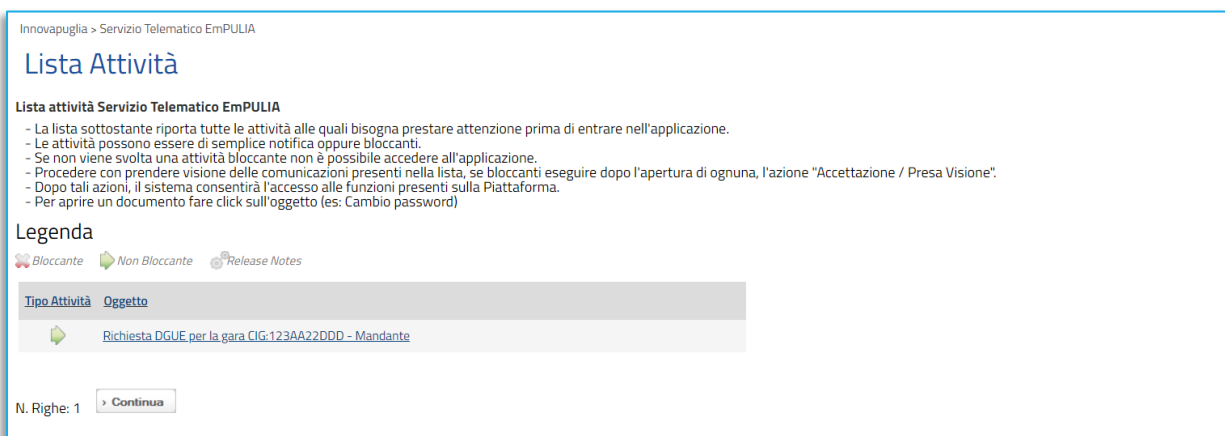 Innovapuglia > Servizio Telematico EmPULIA
Lista Attività
Lista attività Servizio Telematico EmPULIA
- La lista sottostante riporta tutte le attività alle quali bisogna prestare attenzione prima di entrare nell'applicazione.
- Le attività possono essere di semplice notifica oppure bloccanti.
- Se non viene svolta una attività bloccante non è possibile accedere all'applicazione.
- Procedere con prendere visione delle comunicazioni presenti nella lista, se bloccanti eseguire dopo l'apertura di ognuna, l'azione "Accettazione / Presa Visione".
- Dopo tali azioni, il sistema consentirà l'accesso alle funzioni presenti sulla Piattaforma.
- Per aprire un documento fare click sull'oggetto (es: Cambio password)
Legenda
Bloccante Non Bloccante Release Notes
Tipo Attività Oggetto
Richiesta DGUE per la gara CIG:123AA22DDD - Mandante
N. Righe: 1 › Continua